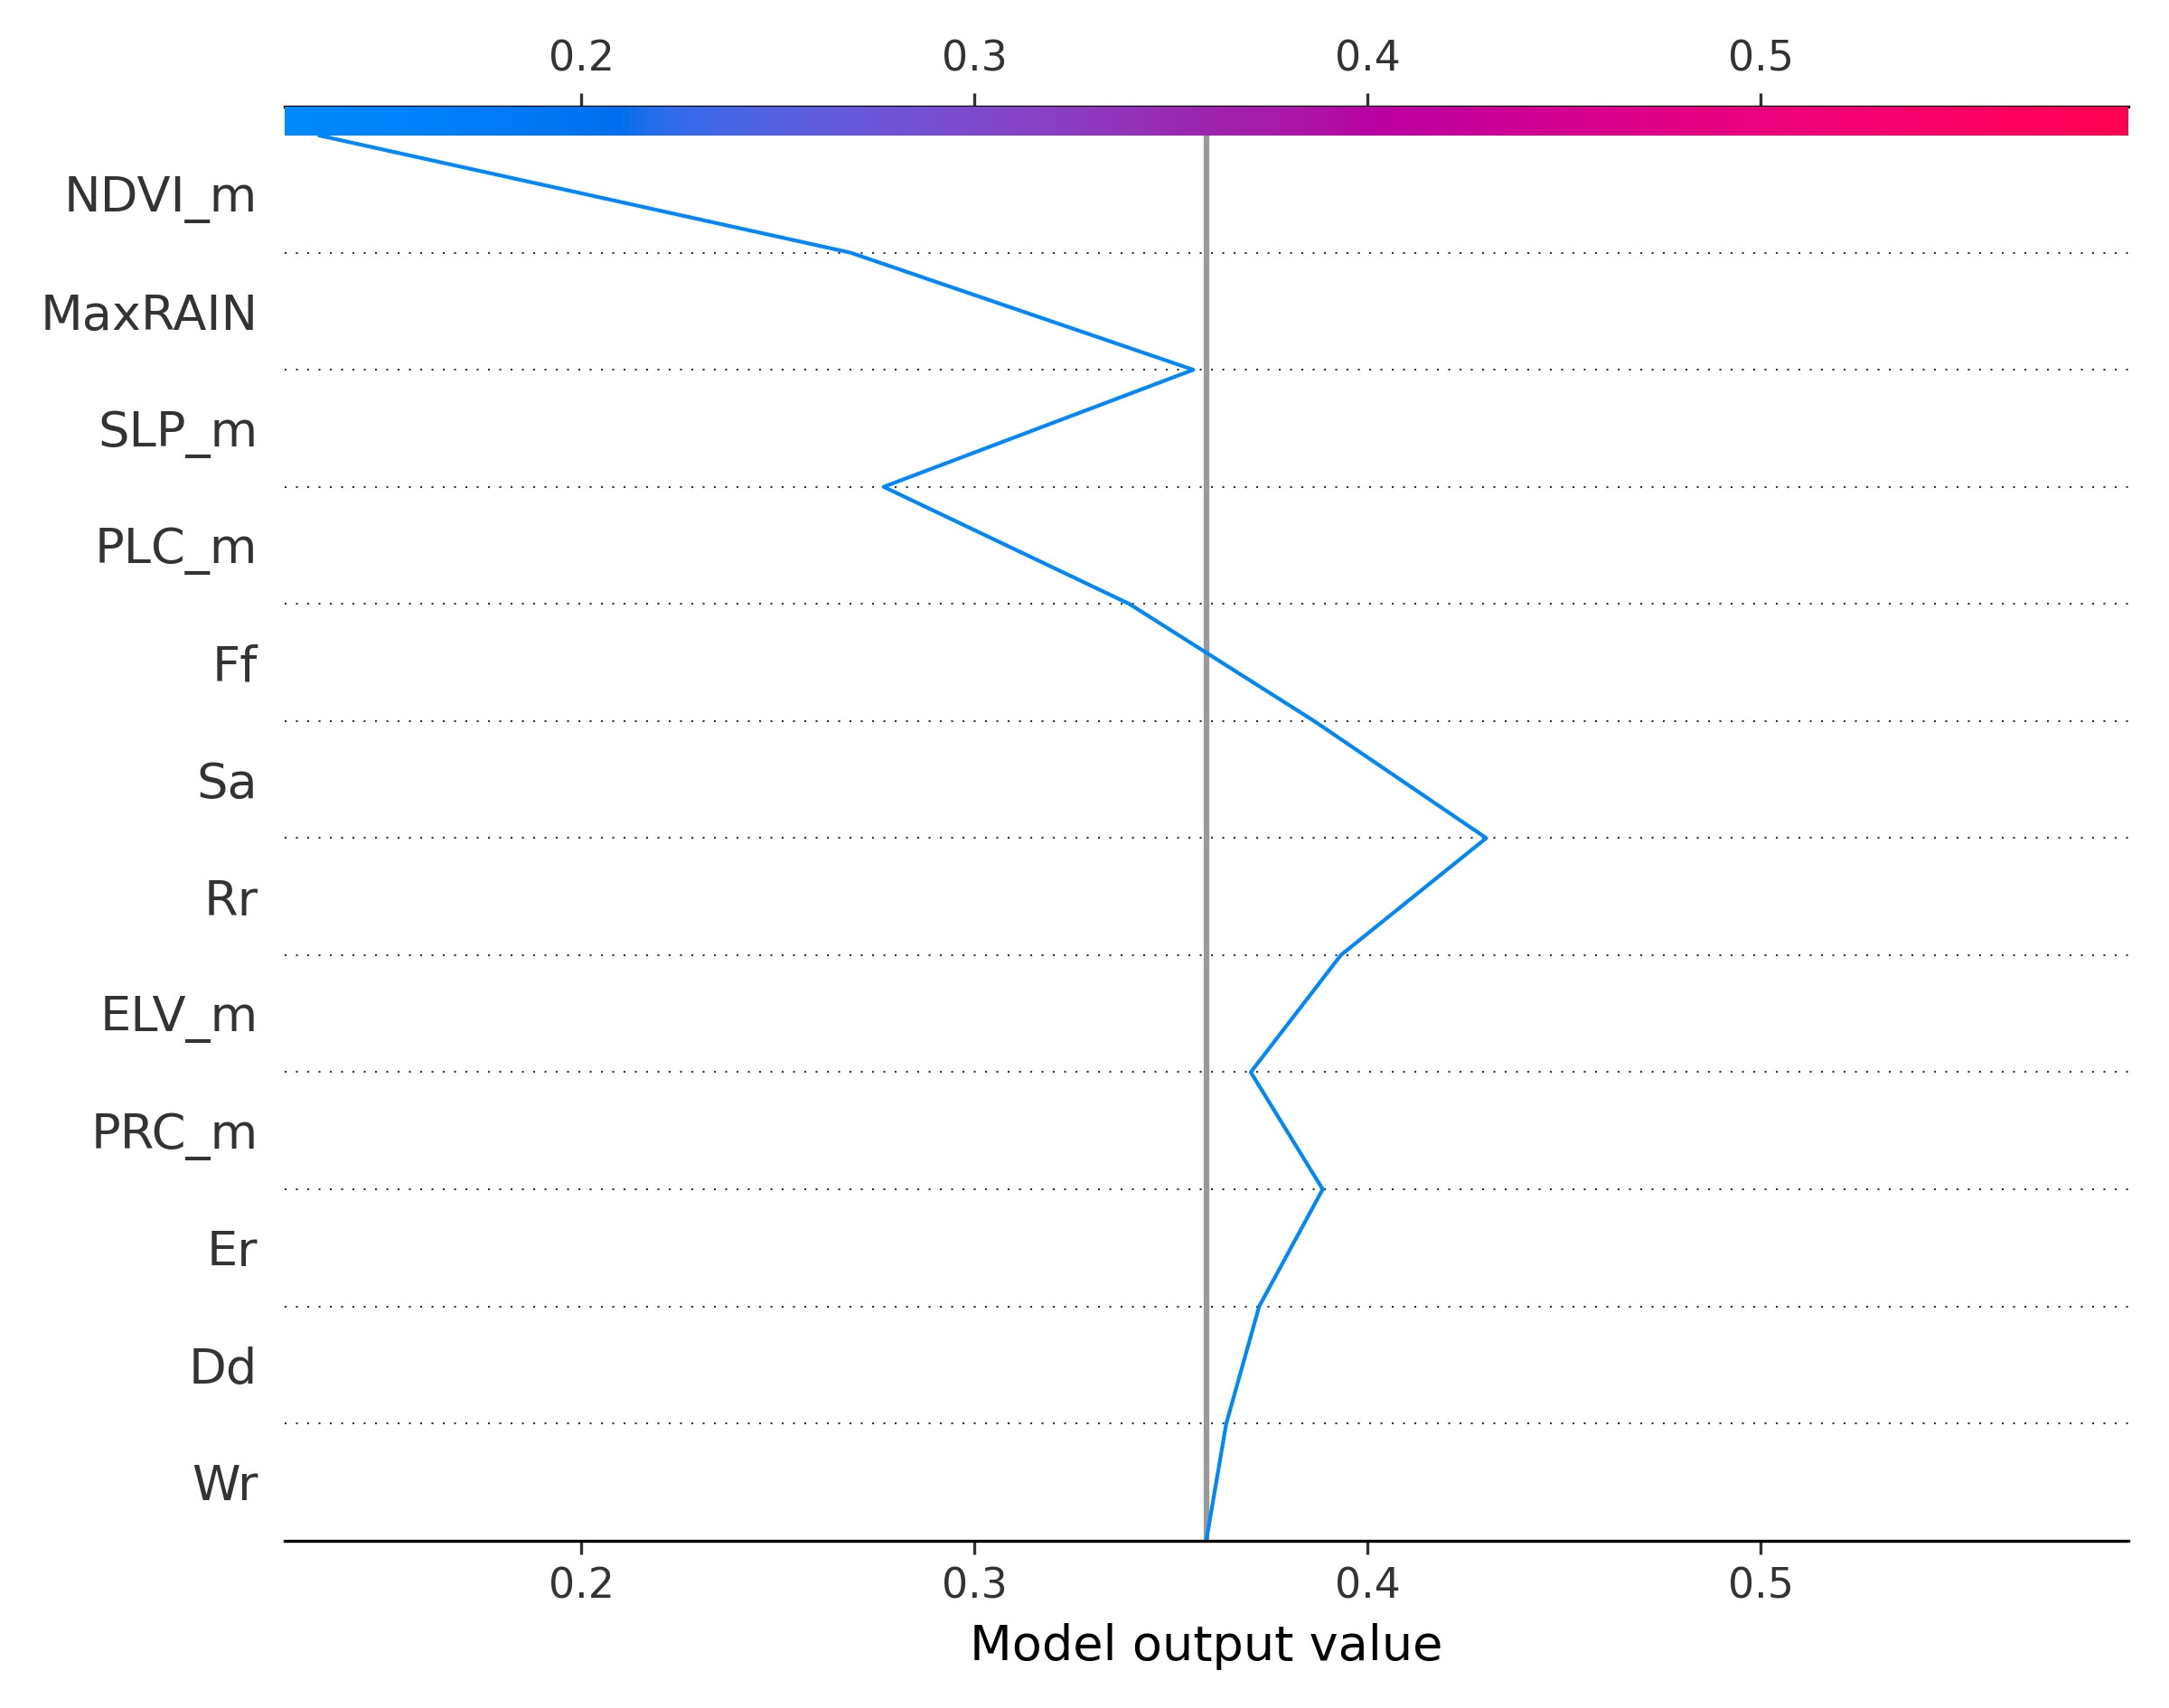 0.2 0.3 0.4 0.5
NDVI_m
MaxRAIN
SLP_m
PLC_m
Ff
Sa
Rr
ELV_m
PRC_m
Er
Dd
Wr
0.2 0.3 0.4 0.5
Model output value